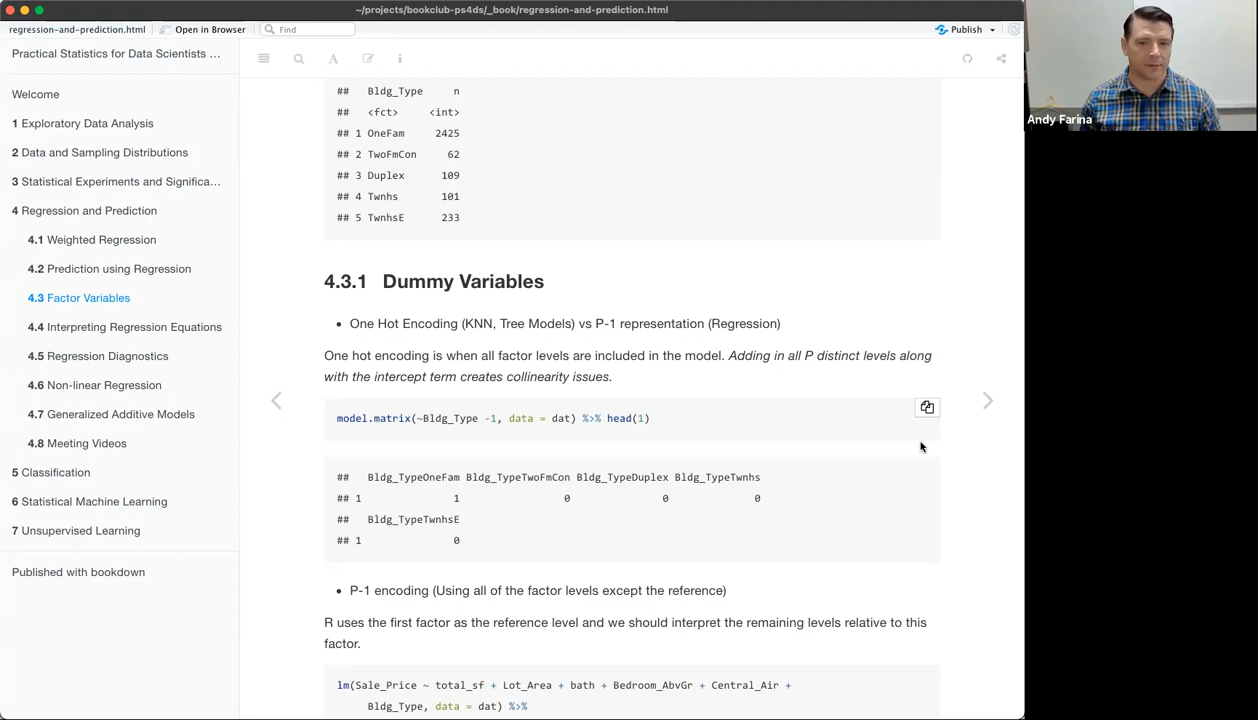 ~/projects/bookclub-ps4ds/_book/regression-and-prediction.html
regression-and-prediction.html
Open in Browser
Find
Publish
Practical Statistics for Data Scientists ...
Welcome
1 Exploratory Data Analysis
2 Data and Sampling Distributions
3 Statistical Experiments and Significa...
4 Regression and Prediction
4.1 Weighted Regression
4.2 Prediction using Regression
4.3 Factor Variables
4.4 Interpreting Regression Equations
4.5 Regression Diagnostics
4.6 Non-linear Regression
4.7 Generalized Additive Models
4.8 Meeting Videos
5 Classification
6 Statistical Machine Learning
7 Unsupervised Learning
Published with bookdown
## Bldg_Type n
## <fct> <int>
## 1 OneFam 2425
## 2 TwoFmCon 62
## 3 Duplex 109
## 4 Twnhs 101
## 5 TwnhsE 233
4.3.1 Dummy Variables
• One Hot Encoding (KNN, Tree Models) vs P-1 representation (Regression)
One hot encoding is when all factor levels are included in the model. Adding in all P distinct levels along
with the intercept term creates collinearity issues.
model.matrix(~Bldg_Type -1, data = dat) %>% head(1)
## Bldg_TypeOneFam Bldg_TypeTwoFmCon Bldg_TypeDuplex Bldg_TypeTwnhs
## 1 1 0 0 0
## Bldg_TypeTwnhsE
## 1 0
• P-1 encoding (Using all of the factor levels except the reference)
R uses the first factor as the reference level and we should interpret the remaining levels relative to this
factor.
lm(Sale_Price ~ total_sf + Lot_Area + bath + Bedroom_AbvGr + Central_Air +
Bldg_Type, data = dat) %>%
Andy Farina